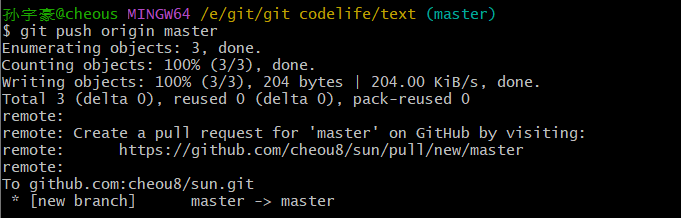 孙宇豪@cheous MINGW64 /e/git/git codelife/text (master)
$ git push origin master
Enumerating objects: 3, done.
Counting objects: 100% (3/3), done.
Writing objects: 100% (3/3), 204 bytes | 204.00 KiB/s, done.
Total 3 (delta 0), reused 0 (delta 0), pack-reused 0
remote:
remote: Create a pull request for 'master' on GitHub by visiting:
remote:      https://github.com/cheou8/sun/pull/new/master
remote:
To github.com:cheou8/sun.git
 * [new branch]      master -> master